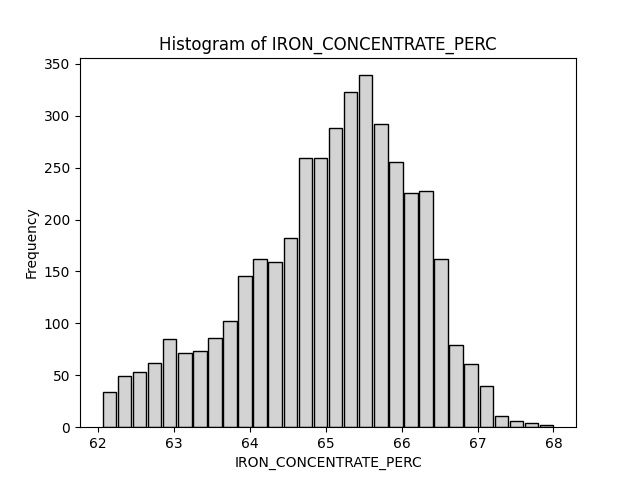 Histogram of IRON_CONCENTRATE_PERC
350
300
250
200
150
100
50
0
Frequency
62 63 64 65 66 67 68
IRON_CONCENTRATE_PERC